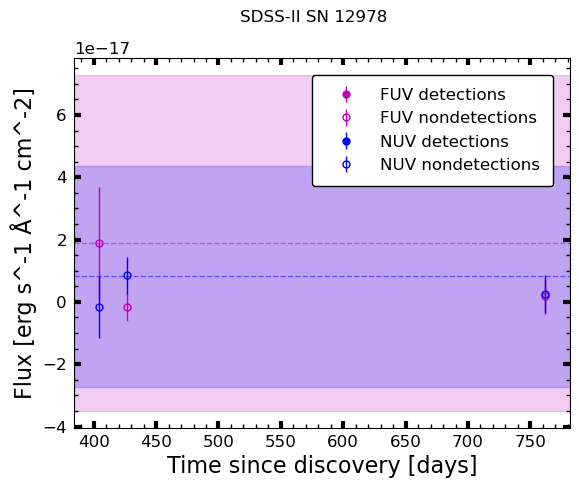 SDSS-II SN 12978
1e−17
FUV detections
FUV nondetections
NUV detections
NUV nondetections
6
4
2
0
−2
−4
Flux [erg s^-1 Å^-1 cm^-2]
400 450 500 550 600 650 700 750
Time since discovery [days]